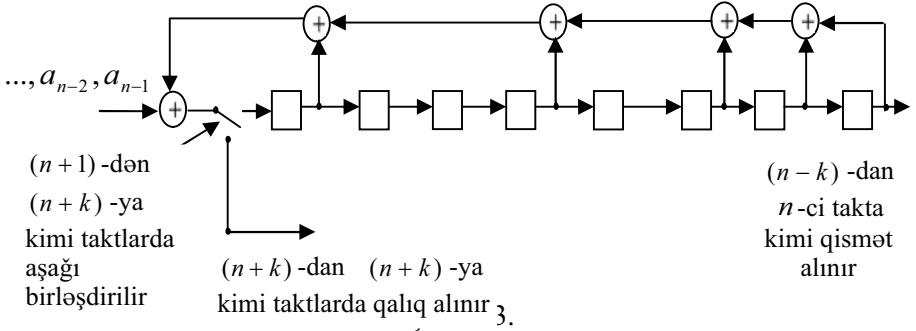 ..., a_{n-2}, a_{n-1}
(n + 1) -dən
(n + k) -ya
kimi taktlarda
aşağı
birləşdirilir
(n + k) -dan (n + k) -ya
kimi taktlarda qalıq alınır 3.
(n − k) -dan
n -ci takta
kimi qismət
alınır